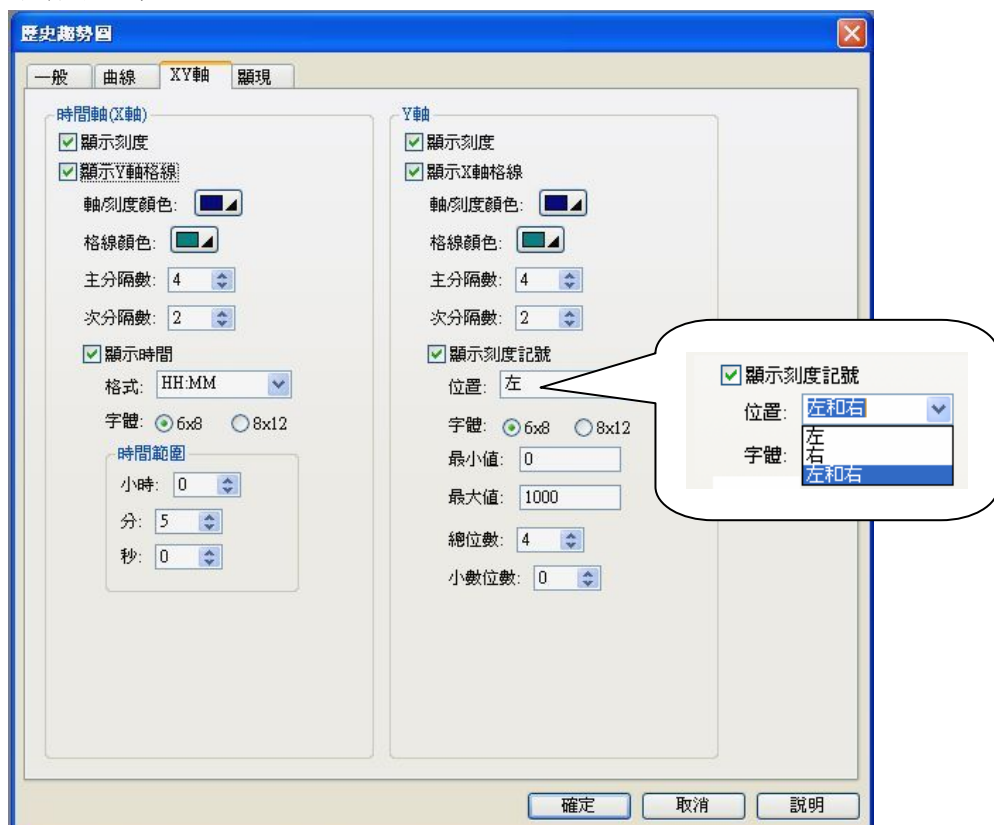 歷史趨勢圖
一般 曲線 XY軸 顯現
時間軸(X軸)
顯示刻度
顯示Y軸格線
軸/刻度顏色:
格線顏色:
主分隔數: 4
次分隔數: 2
顯示時間
格式: HH:MM
字體: 6x8 8x12
時間範圍
小時: 0
分: 5
秒: 0
Y軸
顯示刻度
顯示X軸格線
軸/刻度顏色:
格線顏色:
主分隔數: 4
次分隔數: 2
顯示刻度記號
位置: 左
字體: 6x8 8x12
最小值: 0
最大值: 1000
總位數: 4
小數位數: 0
顯示刻度記號
位置: 左和右
左
字體: 右
左和右
確定 取消 說明